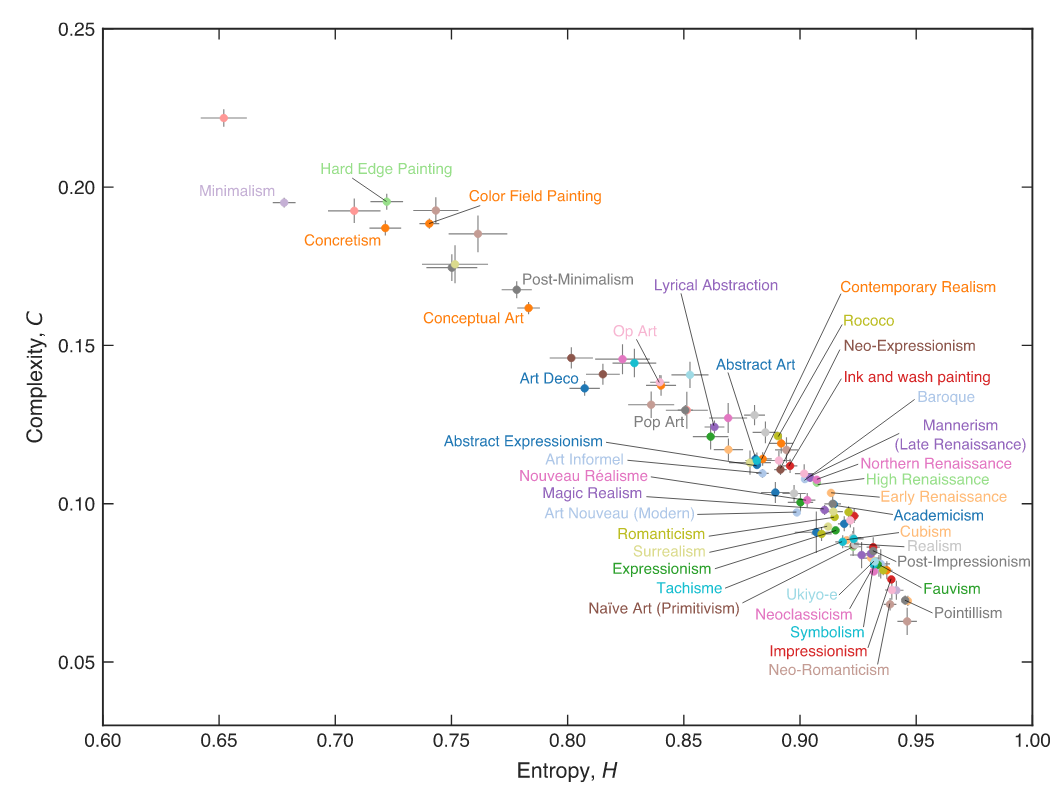 0.25
0.20
0.15
0.10
0.05
Complexity, C
Hard Edge Painting
Minimalism
Color Field Painting
Concretism
Post-Minimalism
Lyrical Abstraction
Contemporary Realism
Conceptual Art
Rococo
Op Art
Neo-Expressionism
Abstract Art
Art Deco
Ink and wash painting
Baroque
Pop Art
Mannerism
(Late Renaissance)
Abstract Expressionism
Art Informel
Northern Renaissance
Nouveau Réalisme
High Renaissance
Magic Realism
Early Renaissance
Art Nouveau (Modern)
Academicism
Romanticism
Cubism
Surrealism
Realism
Expressionism
Post-Impressionism
Tachisme
Ukiyo-e
Fauvism
Naïve Art (Primitivism)
Neoclassicism
Pointillism
Symbolism
Impressionism
Neo-Romanticism
0.60 0.65 0.70 0.75 0.80 0.85 0.90 0.95 1.00
Entropy, H